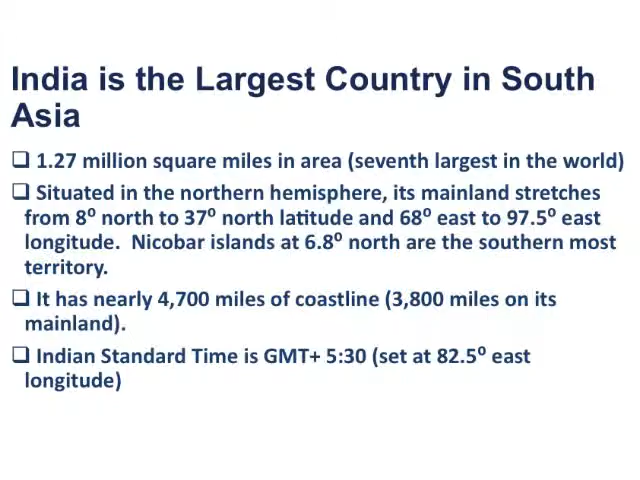 India is the Largest Country in South
Asia
❑ 1.27 million square miles in area (seventh largest in the world)
❑ Situated in the northern hemisphere, its mainland stretches
from 8⁰ north to 37⁰ north latitude and 68⁰ east to 97.5⁰ east
longitude.  Nicobar islands at 6.8⁰ north are the southern most
territory.
❑ It has nearly 4,700 miles of coastline (3,800 miles on its
mainland).
❑ Indian Standard Time is GMT+ 5:30 (set at 82.5⁰ east
longitude)